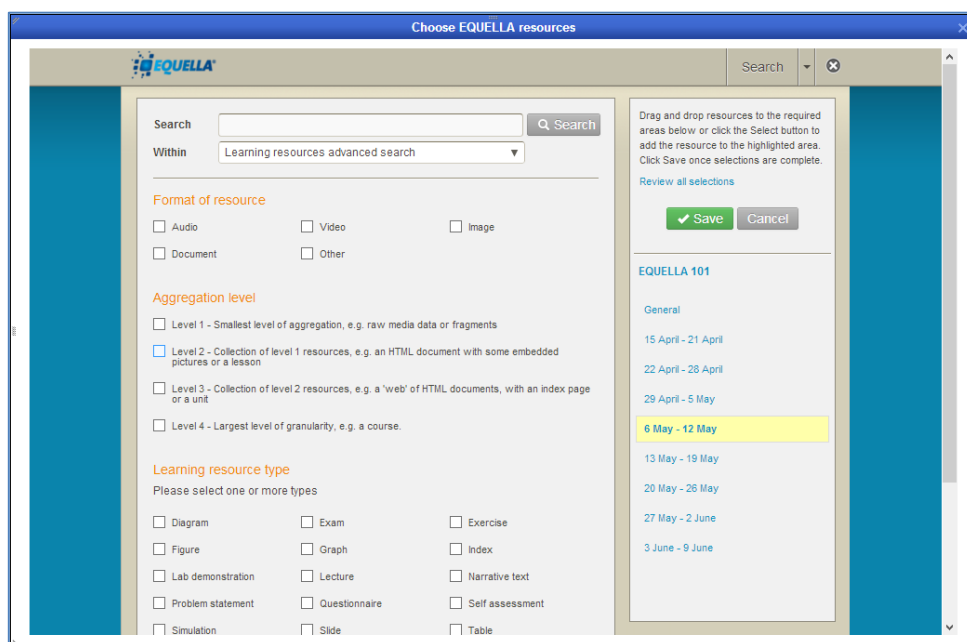 Choose EQUELLA resources
EQUELLA
Search
Search
Search
Within
Learning resources advanced search
Format of resource
Audio
Video
Image
Document
Other
Aggregation level
Level 1 - Smallest level of aggregation, e.g. raw media data or fragments
Level 2 - Collection of level 1 resources, e.g. an HTML document with some embedded
pictures or a lesson
Level 3 - Collection of level 2 resources, e.g. a 'web' of HTML documents, with an index page
or a unit
Level 4 - Largest level of granularity, e.g. a course.
Learning resource type
Please select one or more types
Diagram
Exam
Exercise
Figure
Graph
Index
Lab demonstration
Lecture
Narrative text
Problem statement
Questionnaire
Self assessment
Simulation
Slide
Table
Drag and drop resources to the required
areas below or click the Select button to
add the resource to the highlighted area.
Click Save once selections are complete.
Review all selections
Save
Cancel
EQUELLA 101
General
15 April - 21 April
22 April - 28 April
29 April - 5 May
6 May - 12 May
13 May - 19 May
20 May - 26 May
27 May - 2 June
3 June - 9 June